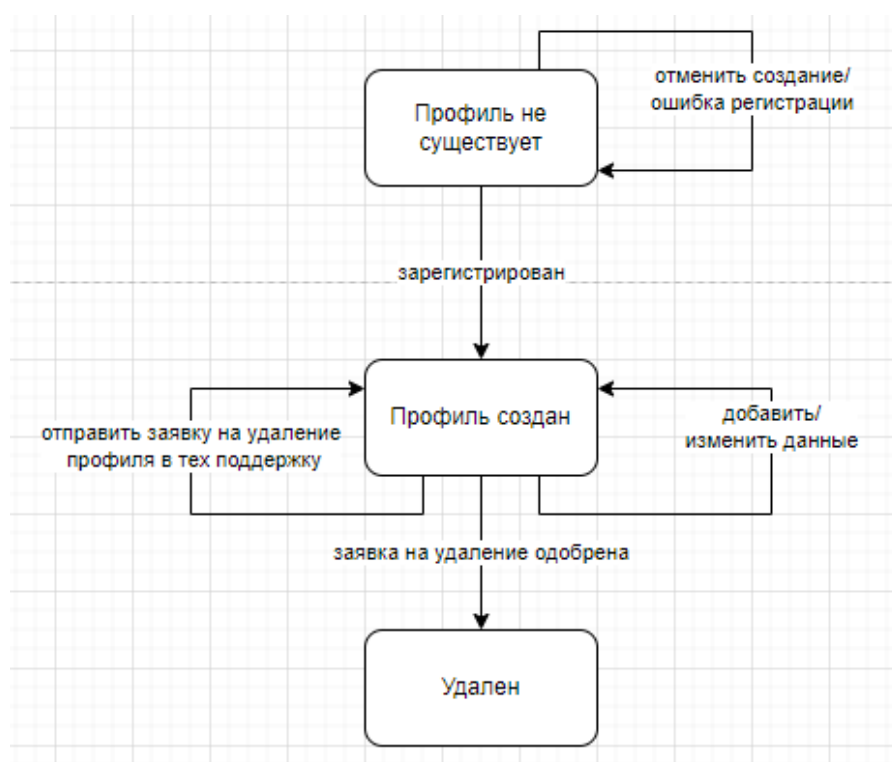 отменить создание/
ошибка регистрации
Профиль не
существует
зарегистрирован
Профиль создан
добавить/
изменить данные
отправить заявку на удаление
профиля в тех поддержку
заявка на удаление одобрена
Удален